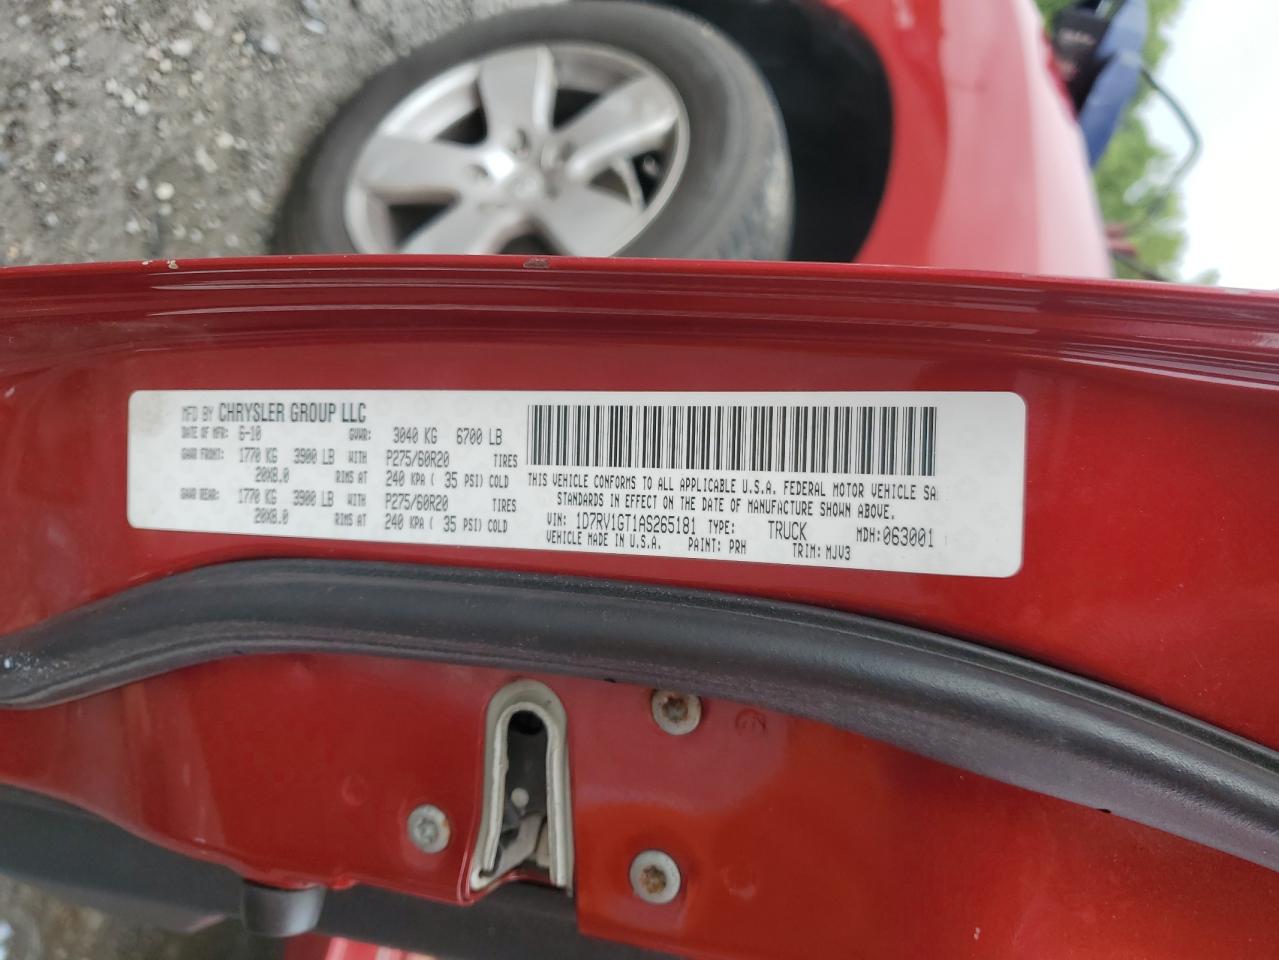 MFD BY CHRYSLER GROUP LLC
DATE OF MFR: 6-10 GVWR: 3040 KG 6700 LB
GAWR FRONT: 1770 KG 3900 LB WITH P275/60R20 TIRES
20X8.0 RIMS AT 240 KPA ( 35 PSI) COLD
GAWR REAR: 1770 KG 3900 LB WITH P275/60R20 TIRES
20X8.0 RIMS AT 240 KPA ( 35 PSI) COLD
THIS VEHICLE CONFORMS TO ALL APPLICABLE U.S.A. FEDERAL MOTOR VEHICLE SA
STANDARDS IN EFFECT ON THE DATE OF MANUFACTURE SHOWN ABOVE.
VIN: 1D7RV1GT1AS265181 TYPE: TRUCK MDH: 063001
VEHICLE MADE IN U.S.A. PAINT: PRH TRIM: MJV3